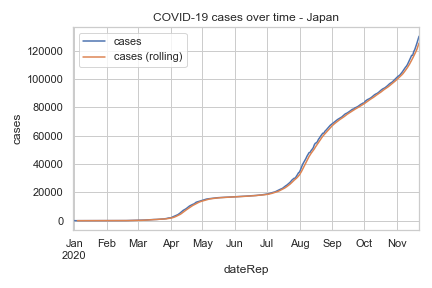 COVID-19 cases over time - Japan
cases
cases (rolling)
cases
120000
100000
80000
60000
40000
20000
0
Jan Feb Mar Apr May Jun Jul Aug Sep Oct Nov
2020
dateRep